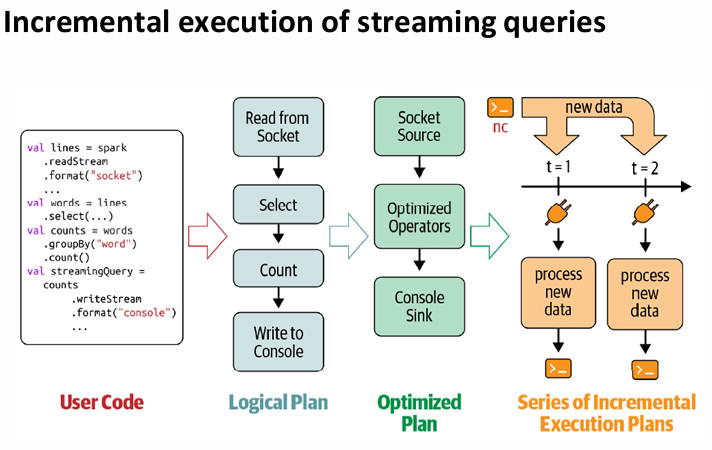 Incremental execution of streaming queries
val lines = spark
.readStream
.format("socket")
...
val words = lines
.select(...)
val counts = words
.groupBy("word")
.count()
val streamingQuery =
counts
.writeStream
.format("console")
...
User Code
Read from
Socket
Select
Count
Write to
Console
Logical Plan
Socket
Source
Optimized
Operators
Console
Sink
Optimized
Plan
>_
nc
new data
t=1
t=2
process
new
data
process
new
data
>_
>_
Series of Incremental
Execution Plans